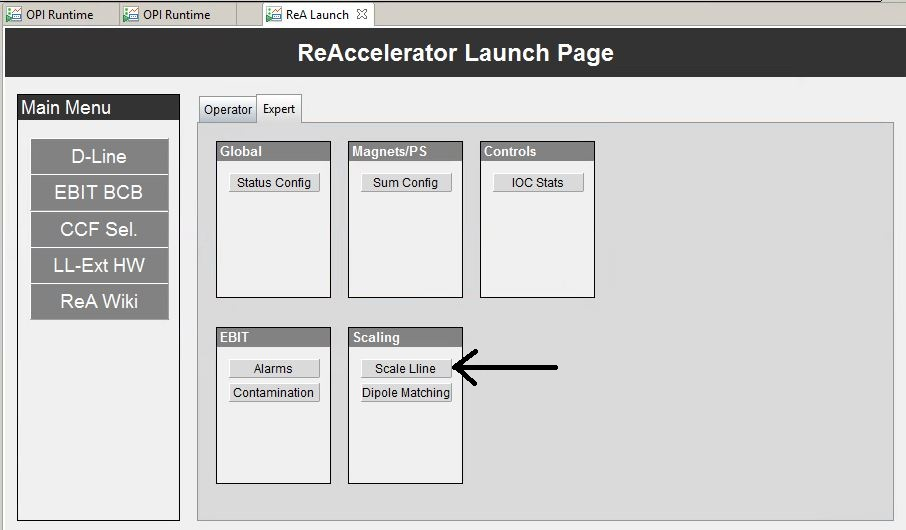 OPI Runtime
OPI Runtime
ReA Launch
ReAccelerator Launch Page
Main Menu
D-Line
EBIT BCB
CCF Sel.
LL-Ext HW
ReA Wiki
Operator
Expert
Global
Status Config
Magnets/PS
Sum Config
Controls
IOC Stats
EBIT
Alarms
Contamination
Scaling
Scale Lline
Dipole Matching